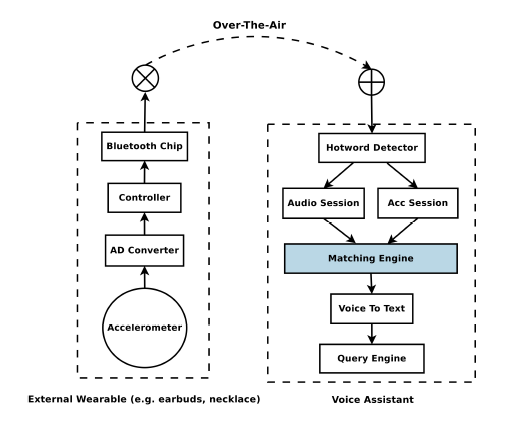 Over-The-Air
Bluetooth Chip
Controller
AD Converter
Accelerometer
External Wearable (e.g. earbuds, necklace)
Hotword Detector
Audio Session
Acc Session
Matching Engine
Voice To Text
Query Engine
Voice Assistant